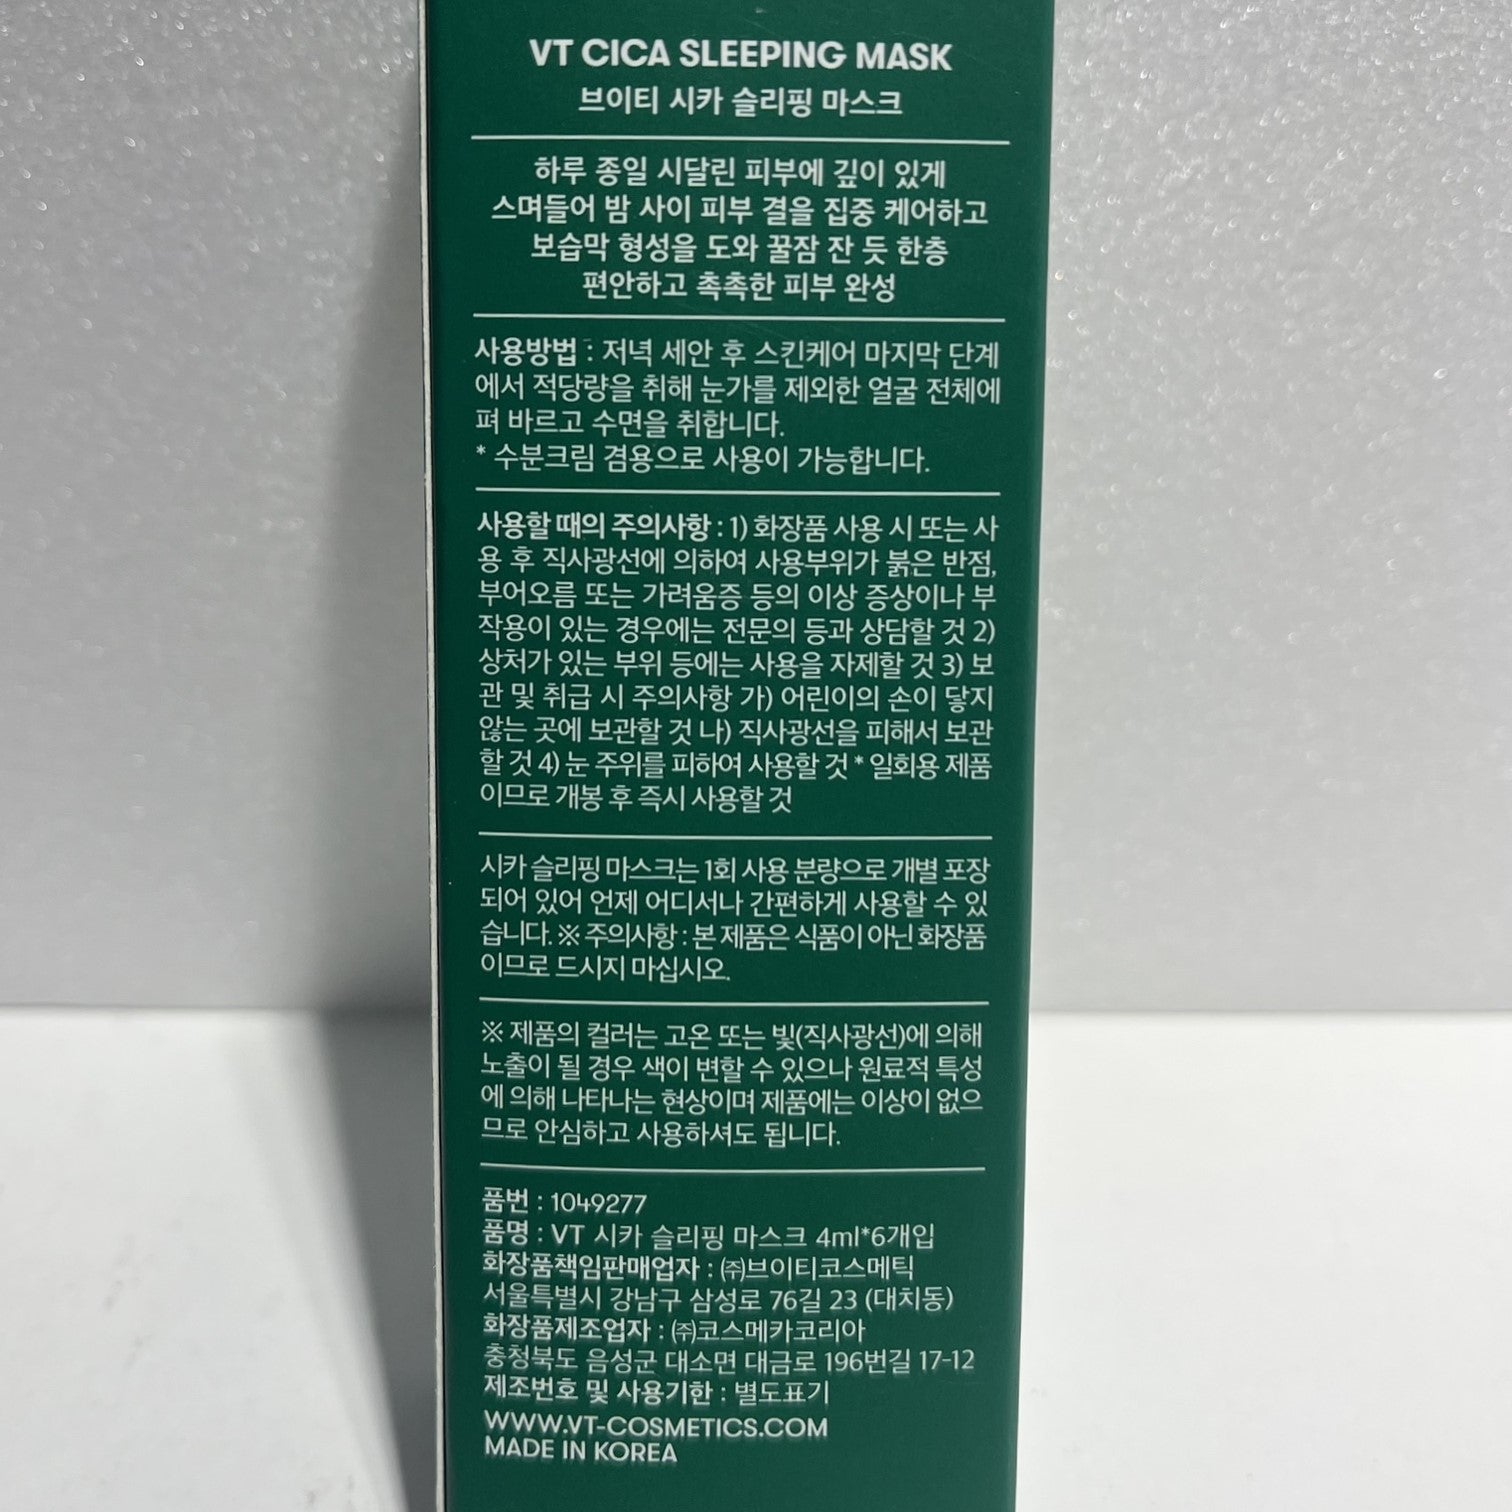 VT CICA SLEEPING MASK
브이티 시카 슬리핑 마스크
하루 종일 시달린 피부에 깊이 있게
스며들어 밤 사이 피부 결을 집중 케어하고
보습막 형성을 도와 꿀잠 잔 듯 한층
편안하고 촉촉한 피부 완성
사용방법 : 저녁 세안 후 스킨케어 마지막 단계
에서 적당량을 취해 눈가를 제외한 얼굴 전체에
펴 바르고 수면을 취합니다.
* 수분크림 겸용으로 사용이 가능합니다.
사용할 때의 주의사항 : 1) 화장품 사용 시 또는 사
용 후 직사광선에 의하여 사용부위가 붉은 반점,
부어오름 또는 가려움증 등의 이상 증상이나 부
작용이 있는 경우에는 전문의 등과 상담할 것 2)
상처가 있는 부위 등에는 사용을 자제할 것 3) 보
관 및 취급 시 주의사항 가) 어린이의 손이 닿지
않는 곳에 보관할 것 나) 직사광선을 피해서 보관
할 것 4) 눈 주위를 피하여 사용할 것 * 일회용 제품
이므로 개봉 후 즉시 사용할 것
시카 슬리핑 마스크는 1회 사용 분량으로 개별 포장
되어 있어 언제 어디서나 간편하게 사용할 수 있
습니다. ※ 주의사항 : 본 제품은 식품이 아닌 화장품
이므로 드시지 마십시오.
※ 제품의 컬러는 고온 또는 빛(직사광선)에 의해
노출이 될 경우 색이 변할 수 있으나 원료적 특성
에 의해 나타나는 현상이며 제품에는 이상이 없으
므로 안심하고 사용하셔도 됩니다.
품번 : 1049277
품명 : VT 시카 슬리핑 마스크 4ml*6개입
화장품책임판매업자 : ㈜브이티코스메틱
서울특별시 강남구 삼성로 76길 23 (대치동)
화장품제조업자 : ㈜코스메카코리아
충청북도 음성군 대소면 대금로 196번길 17-12
제조번호 및 사용기한 : 별도표기
WWW.VT-COSMETICS.COM
MADE IN KOREA